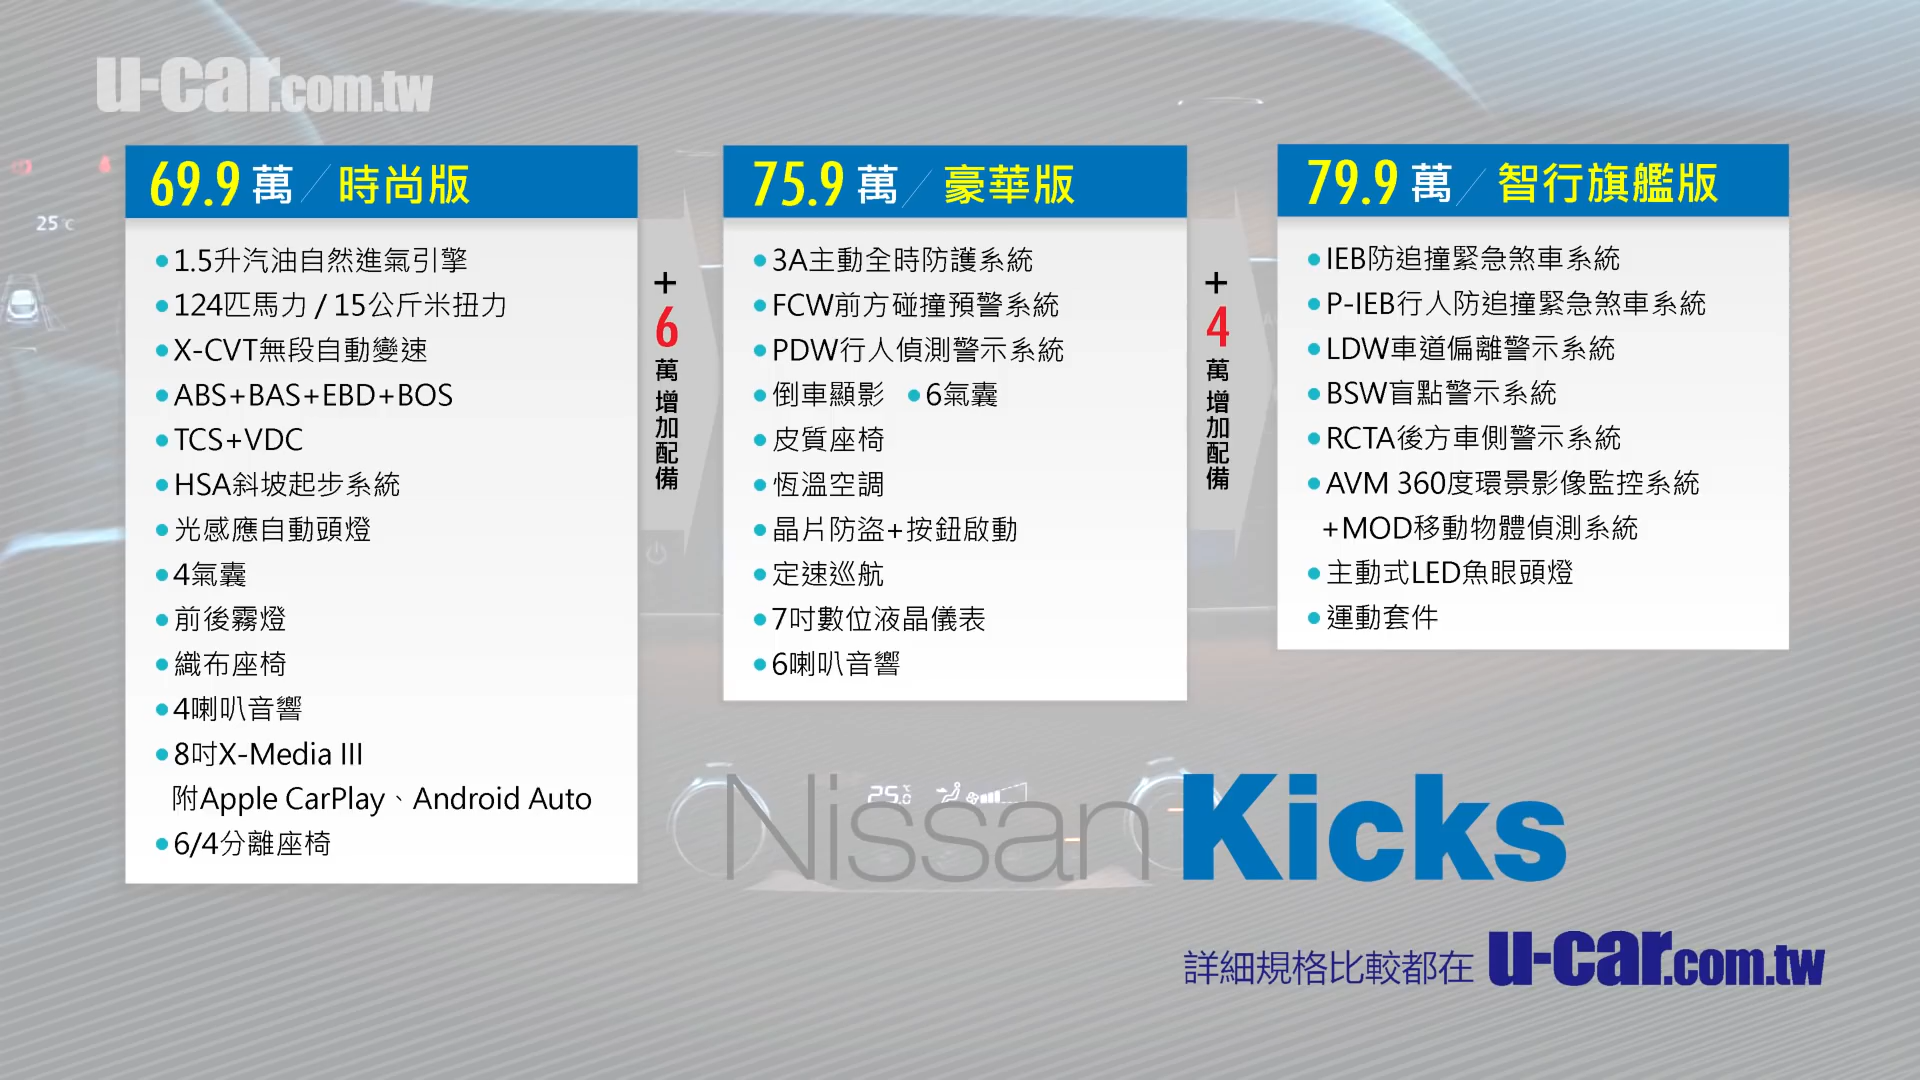 u-car.com.tw
25°C
69.9 萬／時尚版
•1.5升汽油自然進氣引擎
•124匹馬力 / 15公斤米扭力
•X-CVT無段自動變速
•ABS+BAS+EBD+BOS
•TCS+VDC
•HSA斜坡起步系統
•光感應自動頭燈
•4氣囊
•前後霧燈
•織布座椅
•4喇叭音響
•8吋X-Media III
附Apple CarPlay、Android Auto
•6/4分離座椅
+
6
萬增加配備
75.9 萬／豪華版
•3A主動全時防護系統
•FCW前方碰撞預警系統
•PDW行人偵測警示系統
•倒車顯影 •6氣囊
•皮質座椅
•恆溫空調
•晶片防盜+按鈕啟動
•定速巡航
•7吋數位液晶儀表
•6喇叭音響
+
4
萬增加配備
79.9 萬／智行旗艦版
•IEB防追撞緊急煞車系統
•P-IEB行人防追撞緊急煞車系統
•LDW車道偏離警示系統
•BSW盲點警示系統
•RCTA後方車側警示系統
•AVM 360度環景影像監控系統
+MOD移動物體偵測系統
•主動式LED魚眼頭燈
•運動套件
25.0
Nissan Kicks
詳細規格比較都在 u-car.com.tw